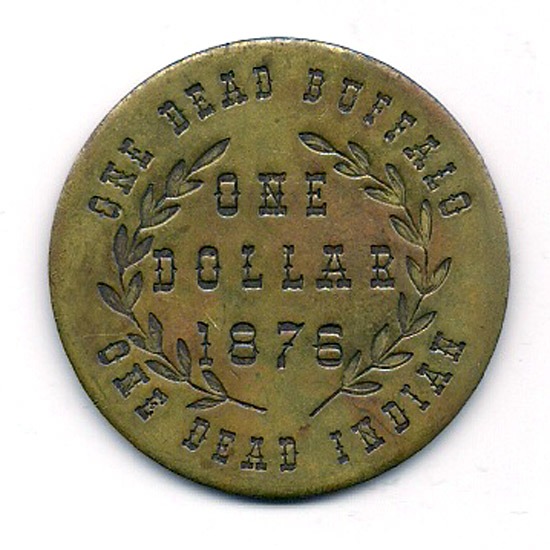 ONE DEAD BUFFALO
ONE
DOLLAR
1876
ONE DEAD INDIAN